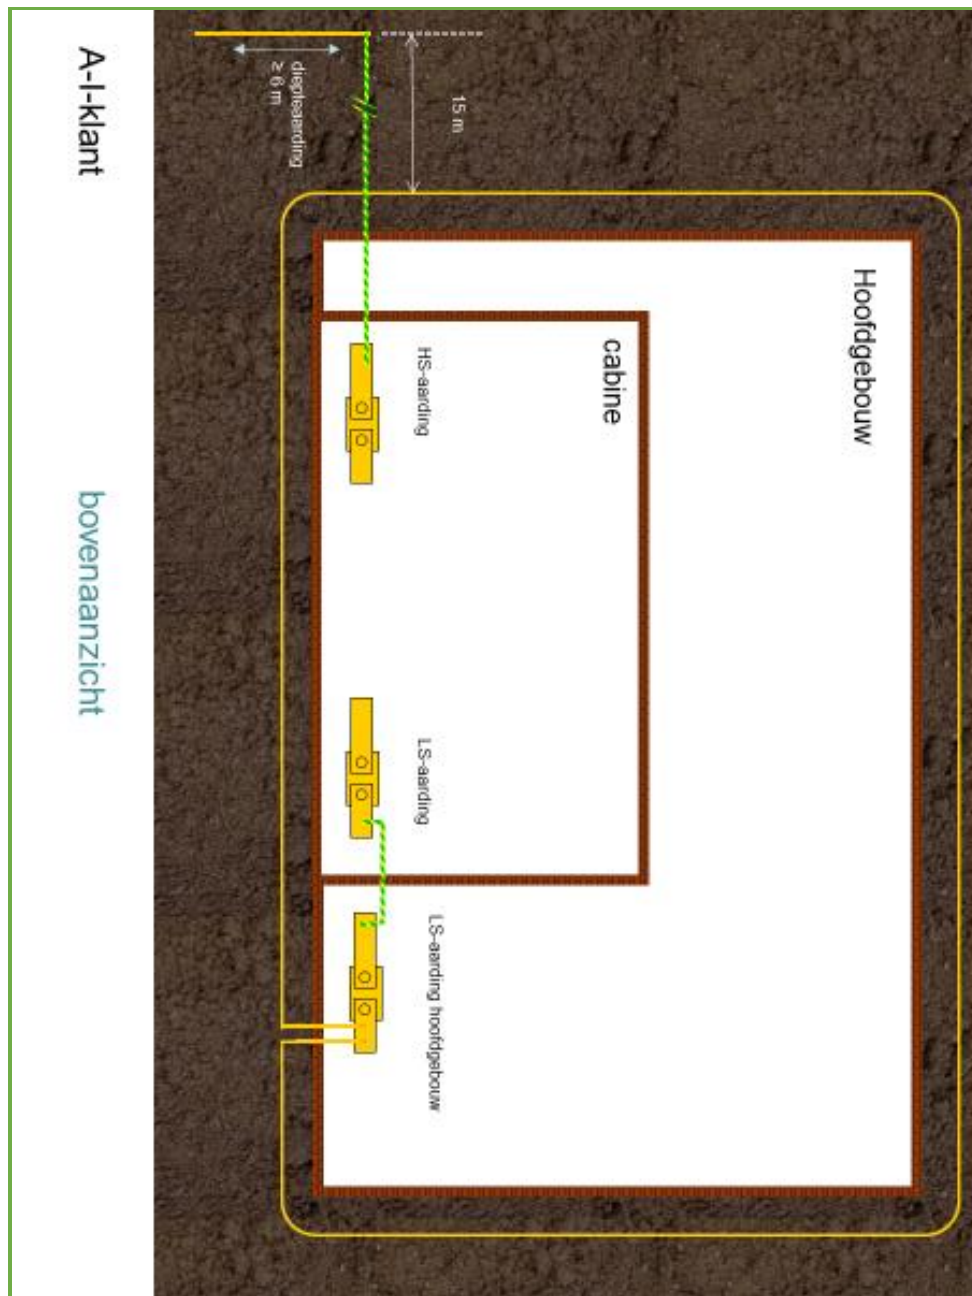 A-I-klant
bovenaanzicht
diepteaarding
≥ 6 m
15 m
Hoofdgebouw
cabine
HS-aarding
LS-aarding
LS-aarding hoofdgebouw